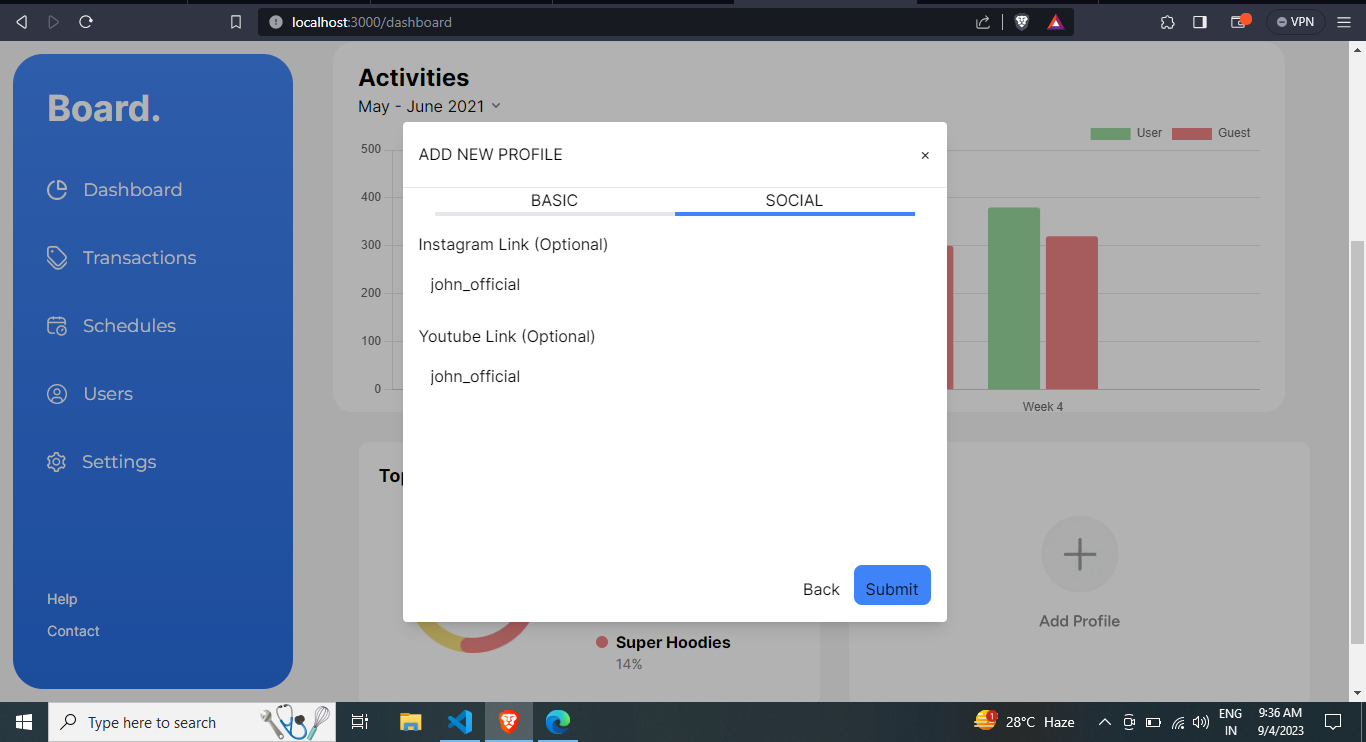 localhost:3000/dashboard
VPN
Board.
Dashboard
Transactions
Schedules
Users
Settings
Help
Contact
Activities
May - June 2021
User Guest
500
400
300
200
100
0
Week 4
ADD NEW PROFILE
×
BASIC SOCIAL
Instagram Link (Optional)
john_official
Youtube Link (Optional)
john_official
Back Submit
Super Hoodies
14%
Add Profile
Type here to search
1
28°C Haze
ENG
IN
9:36 AM
9/4/2023